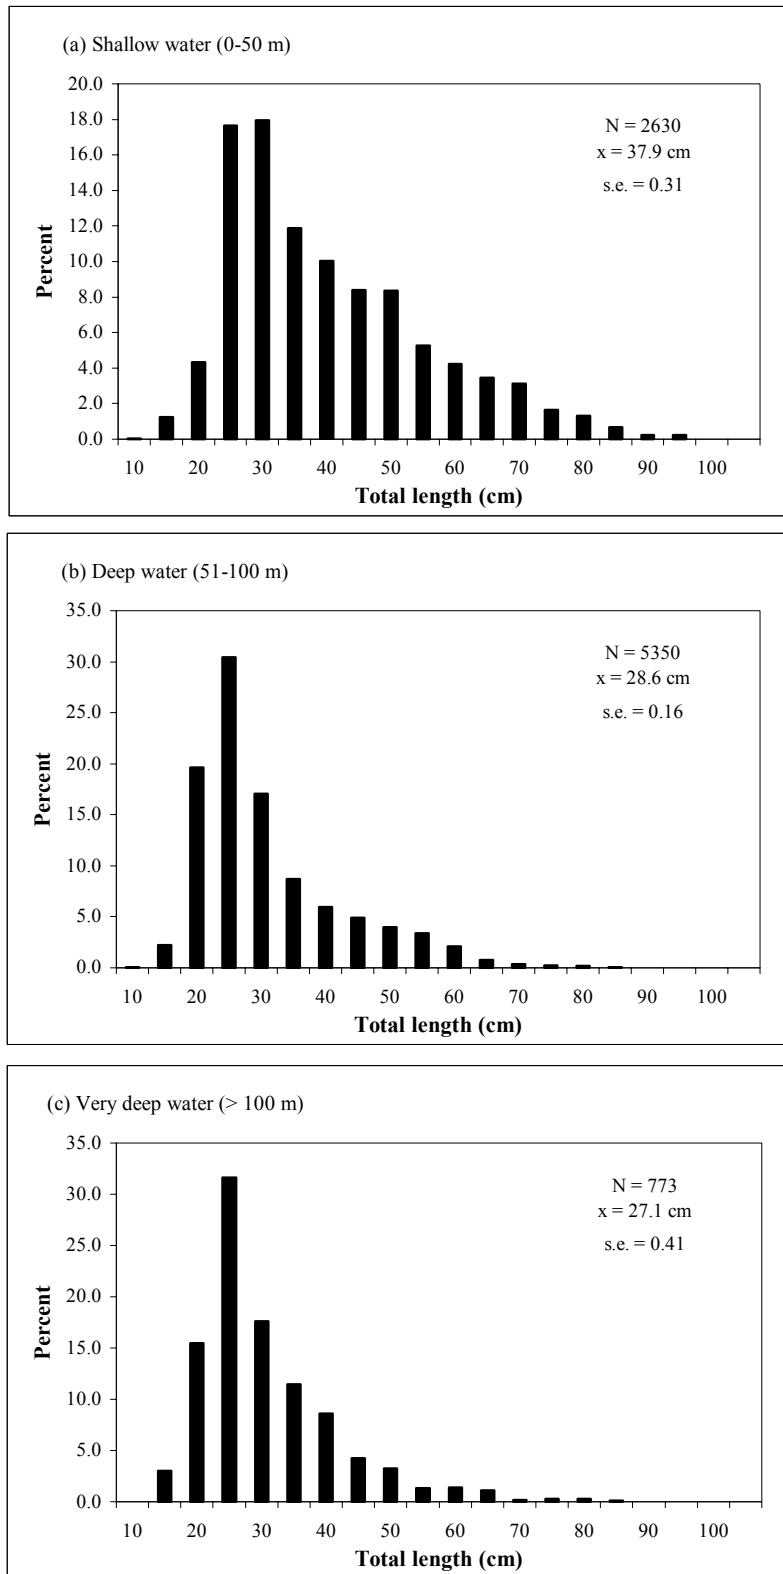 (a) Shallow water (0-50 m)
20.0
18.0
16.0
14.0
12.0
10.0
8.0
6.0
4.0
2.0
0.0
Percent
N = 2630
x = 37.9 cm
s.e. = 0.31
10 20 30 40 50 60 70 80 90 100
Total length (cm)
(b) Deep water (51-100 m)
35.0
30.0
25.0
20.0
15.0
10.0
5.0
0.0
Percent
N = 5350
x = 28.6 cm
s.e. = 0.16
10 20 30 40 50 60 70 80 90 100
Total length (cm)
(c) Very deep water (> 100 m)
35.0
30.0
25.0
20.0
15.0
10.0
5.0
0.0
Percent
N = 773
x = 27.1 cm
s.e. = 0.41
10 20 30 40 50 60 70 80 90 100
Total length (cm)